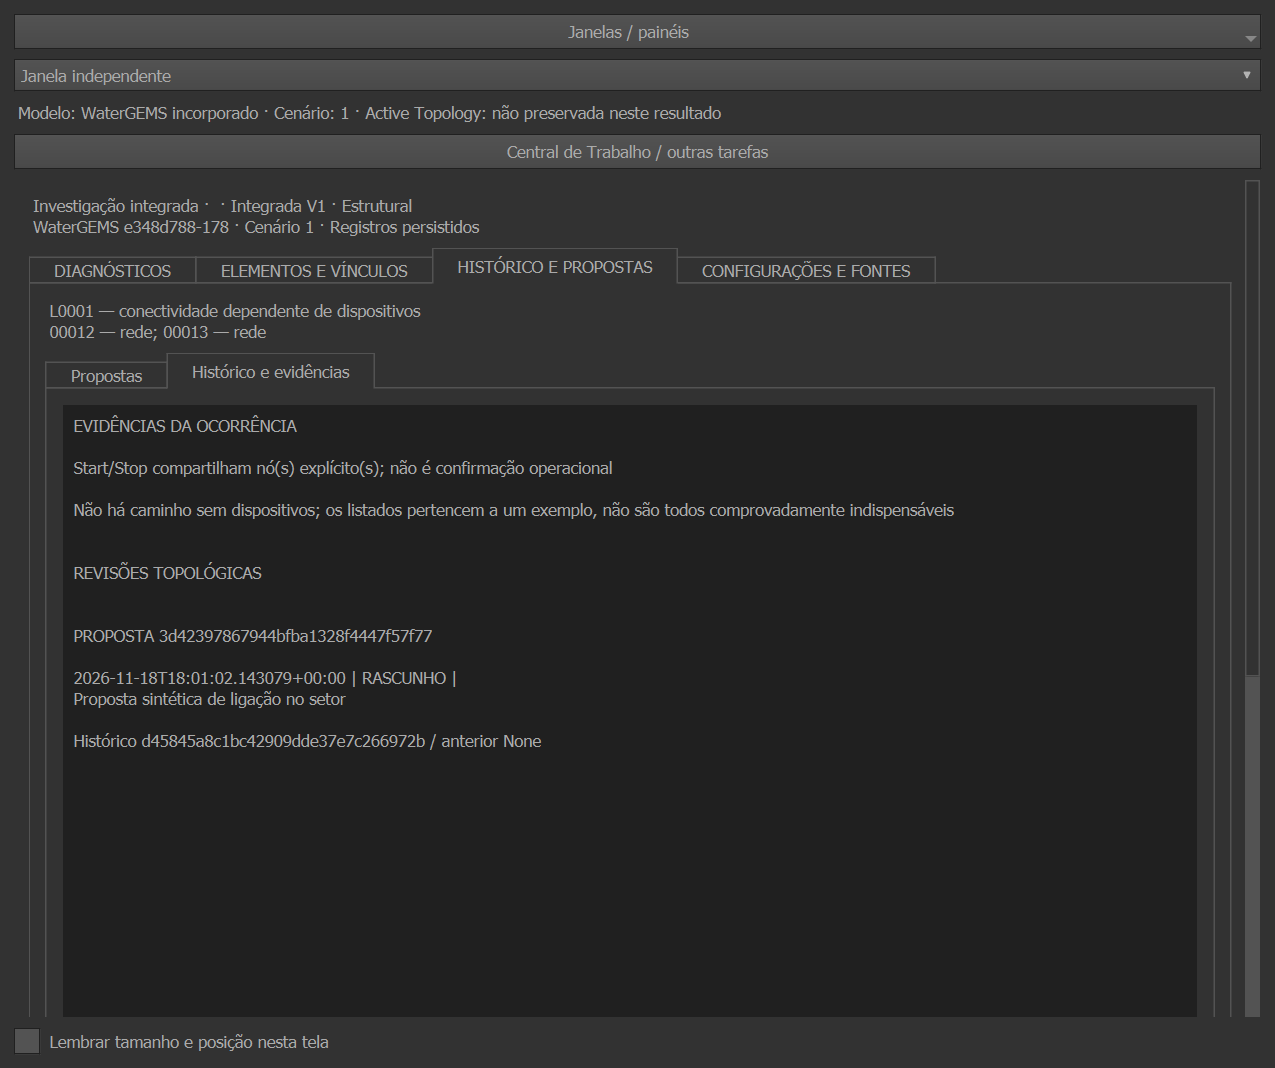 Janelas / painéis
Janela independente
Modelo: WaterGEMS incorporado · Cenário: 1 · Active Topology: não preservada neste resultado
Central de Trabalho / outras tarefas
Investigação integrada · · Integrada V1 · Estrutural
WaterGEMS e348d788-178 · Cenário 1 · Registros persistidos
DIAGNÓSTICOS
ELEMENTOS E VÍNCULOS
HISTÓRICO E PROPOSTAS
CONFIGURAÇÕES E FONTES
L0001 — conectividade dependente de dispositivos
00012 — rede; 00013 — rede
Propostas
Histórico e evidências
EVIDÊNCIAS DA OCORRÊNCIA
Start/Stop compartilham nó(s) explícito(s); não é confirmação operacional
Não há caminho sem dispositivos; os listados pertencem a um exemplo, não são todos comprovadamente indispensáveis
REVISÕES TOPOLÓGICAS
PROPOSTA 3d42397867944bfba1328f4447f57f77
2026-11-18T18:01:02.143079+00:00 | RASCUNHO |
Proposta sintética de ligação no setor
Histórico d45845a8c1bc42909dde37e7c266972b / anterior None
Lembrar tamanho e posição nesta tela